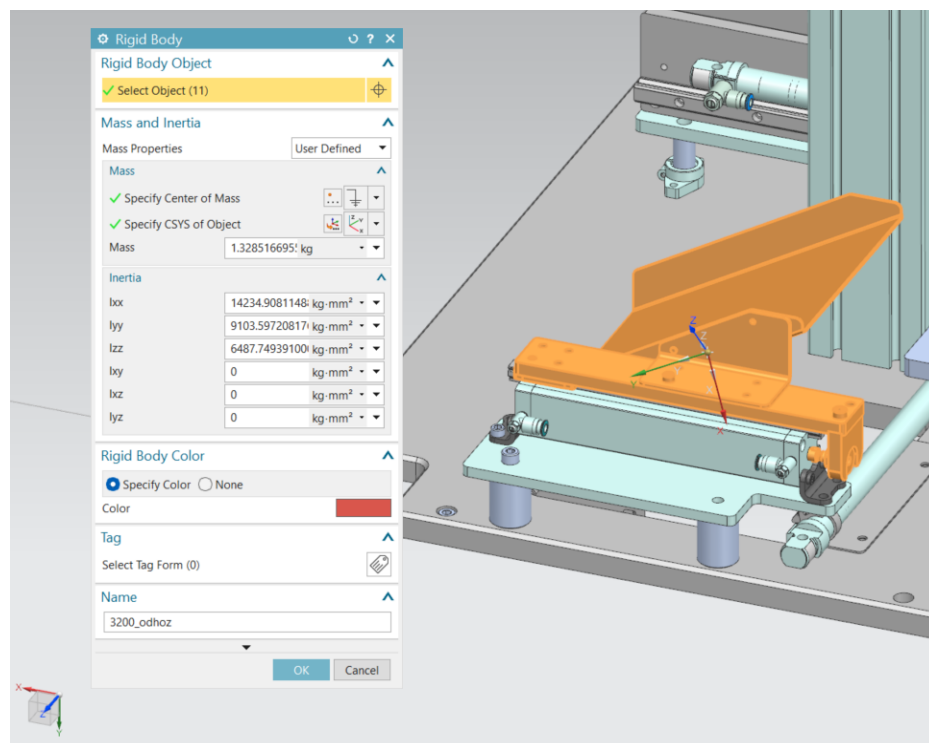 Rigid Body
Rigid Body Object
Select Object (11)
Mass and Inertia
Mass Properties User Defined
Mass
Specify Center of Mass
Specify CSYS of Object
Mass 1.328516695 kg
Inertia
Ixx 14234.9081148 kg·mm²
Iyy 9103.59720817 kg·mm²
Izz 6487.74939100 kg·mm²
Ixy 0 kg·mm²
Ixz 0 kg·mm²
Iyz 0 kg·mm²
Rigid Body Color
Specify Color None
Color
Tag
Select Tag Form (0)
Name
3200_odhoz
OK Cancel
Z
Z
Y
X
X
X
Z
Y